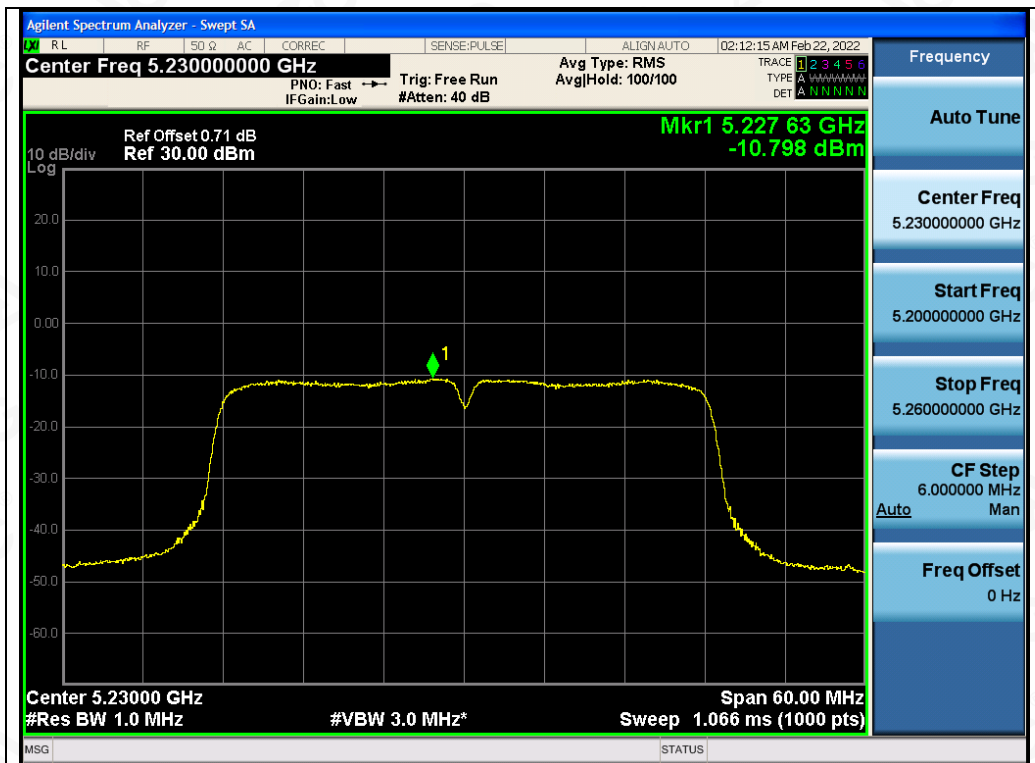 Agilent Spectrum Analyzer - Swept SA
LXI RL RF 50 Ω AC CORREC SENSE:PULSE ALIGN AUTO 02:12:15 AM Feb 22, 2022
Center Freq 5.230000000 GHz
PNO: Fast
IFGain:Low
Trig: Free Run
#Atten: 40 dB
Avg Type: RMS
Avg|Hold: 100/100
TRACE 1 2 3 4 5 6
TYPE A WWWWW
DET A N N N N N
Frequency
Auto Tune
Center Freq
5.230000000 GHz
Start Freq
5.200000000 GHz
Stop Freq
5.260000000 GHz
CF Step
6.000000 MHz
Auto Man
Freq Offset
0 Hz
Mkr1 5.227 63 GHz
-10.798 dBm
Ref Offset 0.71 dB
10 dB/div Ref 30.00 dBm
Log
20.0
10.0
0.00
-10.0
-20.0
-30.0
-40.0
-50.0
-60.0
1
Center 5.23000 GHz
Span 60.00 MHz
#Res BW 1.0 MHz #VBW 3.0 MHz* Sweep 1.066 ms (1000 pts)
MSG STATUS